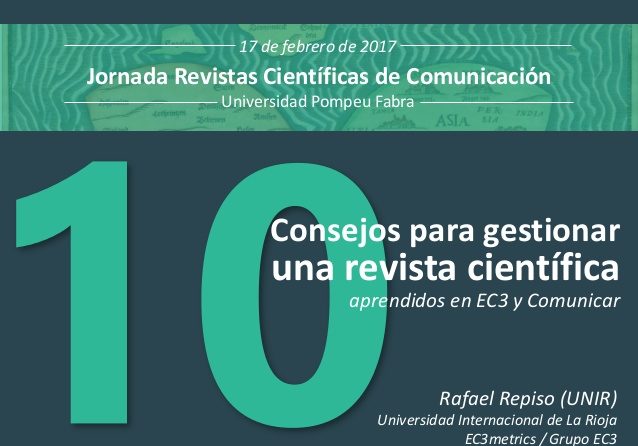 17 de febrero de 2017
Jornada Revistas Científicas de Comunicación
Universidad Pompeu Fabra
ASIA
10
Consejos para gestionar
una revista científica
aprendidos en EC3 y Comunicar
Rafael Repiso (UNIR)
Universidad Internacional de La Rioja
EC3metrics / Grupo EC3